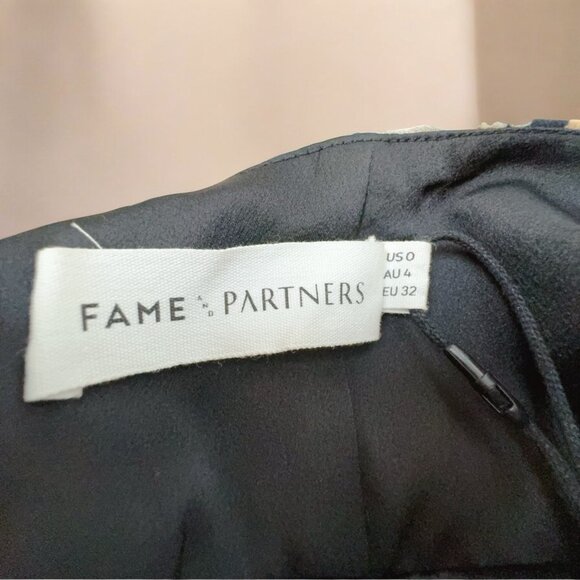 FAME AND PARTNERS
US 0
AU 4
EU 32